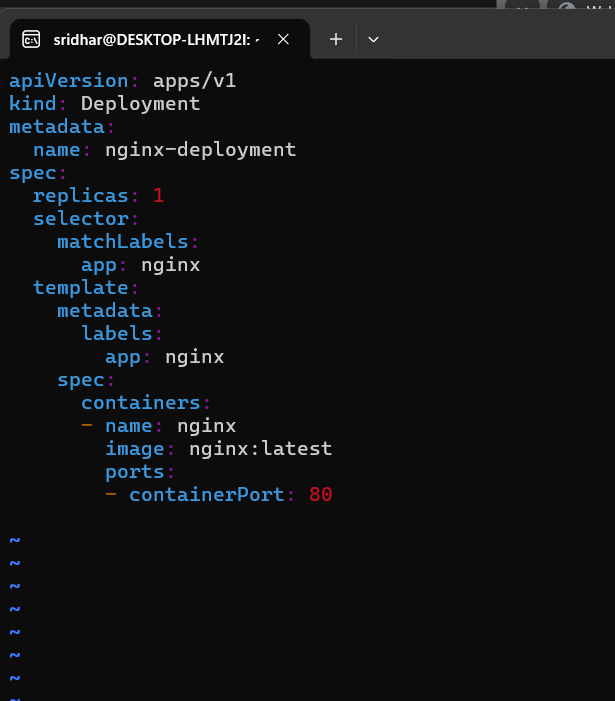 sridhar@DESKTOP-LHMTJ2I: ~
apiVersion: apps/v1
kind: Deployment
metadata:
  name: nginx-deployment
spec:
  replicas: 1
  selector:
    matchLabels:
      app: nginx
  template:
    metadata:
      labels:
        app: nginx
    spec:
      containers:
      - name: nginx
        image: nginx:latest
        ports:
        - containerPort: 80
~
~
~
~
~
~
~
~